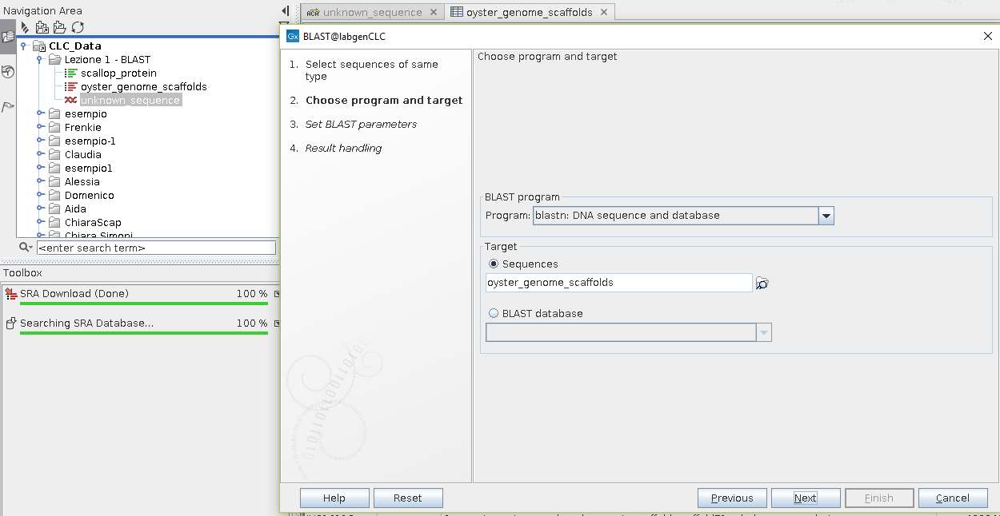 Navigation Area
CLC_Data
Lezione 1 - BLAST
scallop_protein
oyster_genome_scaffolds
unknown_sequence
esempio
Frenkie
esempio-1
Claudia
esempio1
Alessia
Domenico
Aida
ChiaraScap
Chiara Simoni
<enter search term>
Toolbox
SRA Download (Done) 100 %
Searching SRA Database... 100 %
unknown_sequence
oyster_genome_scaffolds
Gx BLAST@labgenCLC
1. Select sequences of same
type
2. Choose program and target
3. Set BLAST parameters
4. Result handling
Choose program and target
BLAST program
Program: blastn: DNA sequence and database
Target
Sequences
oyster_genome_scaffolds
BLAST database
Help
Reset
Previous
Next
Finish
Cancel